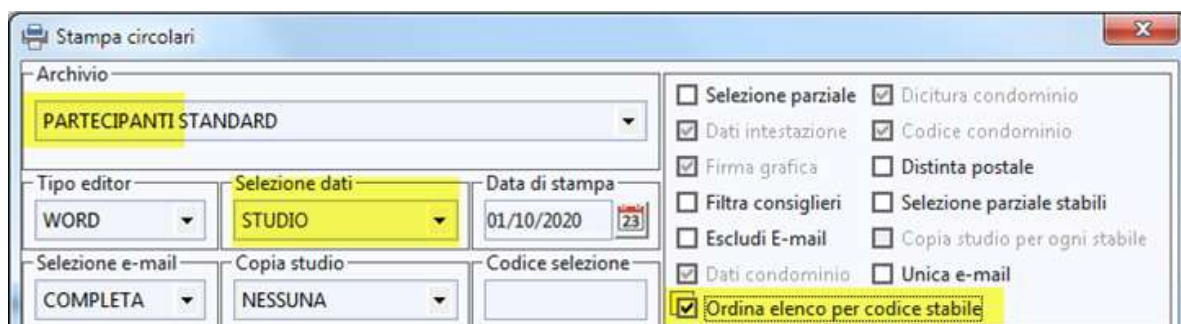 Stampa circolari
Archivio
PARTECIPANTI STANDARD
Tipo editor
WORD
Selezione dati
STUDIO
Data di stampa
01/10/2020
23
Selezione e-mail
COMPLETA
Copia studio
NESSUNA
Codice selezione
Selezione parziale
Dicitura condominio
Dati intestazione
Codice condominio
Firma grafica
Distinta postale
Filtra consiglieri
Selezione parziale stabili
Escludi E-mail
Copia studio per ogni stabile
Dati condominio
Unica e-mail
Ordina elenco per codice stabile